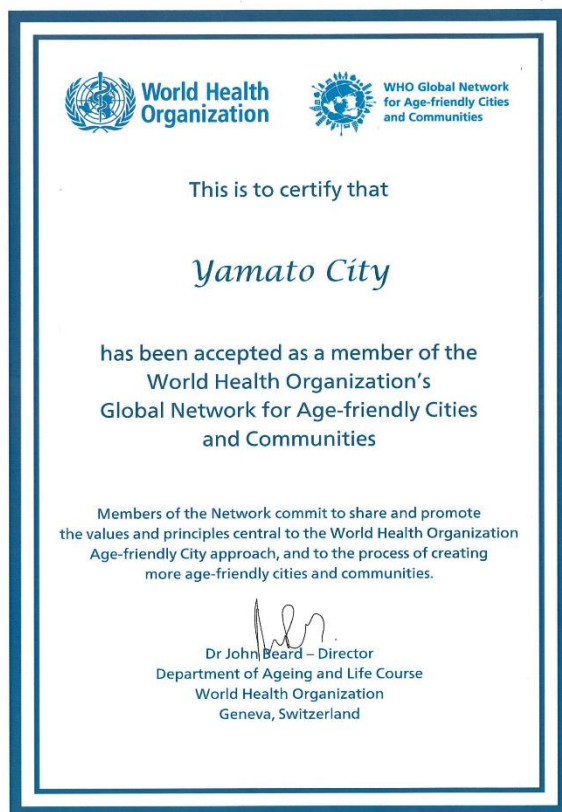 World Health
Organization
WHO Global Network
for Age-friendly Cities
and Communities
This is to certify that
Yamato City
has been accepted as a member of the
World Health Organization's
Global Network for Age-friendly Cities
and Communities
Members of the Network commit to share and promote
the values and principles central to the World Health Organization
Age-friendly City approach, and to the process of creating
more age-friendly cities and communities.
Dr John Beard – Director
Department of Ageing and Life Course
World Health Organization
Geneva, Switzerland